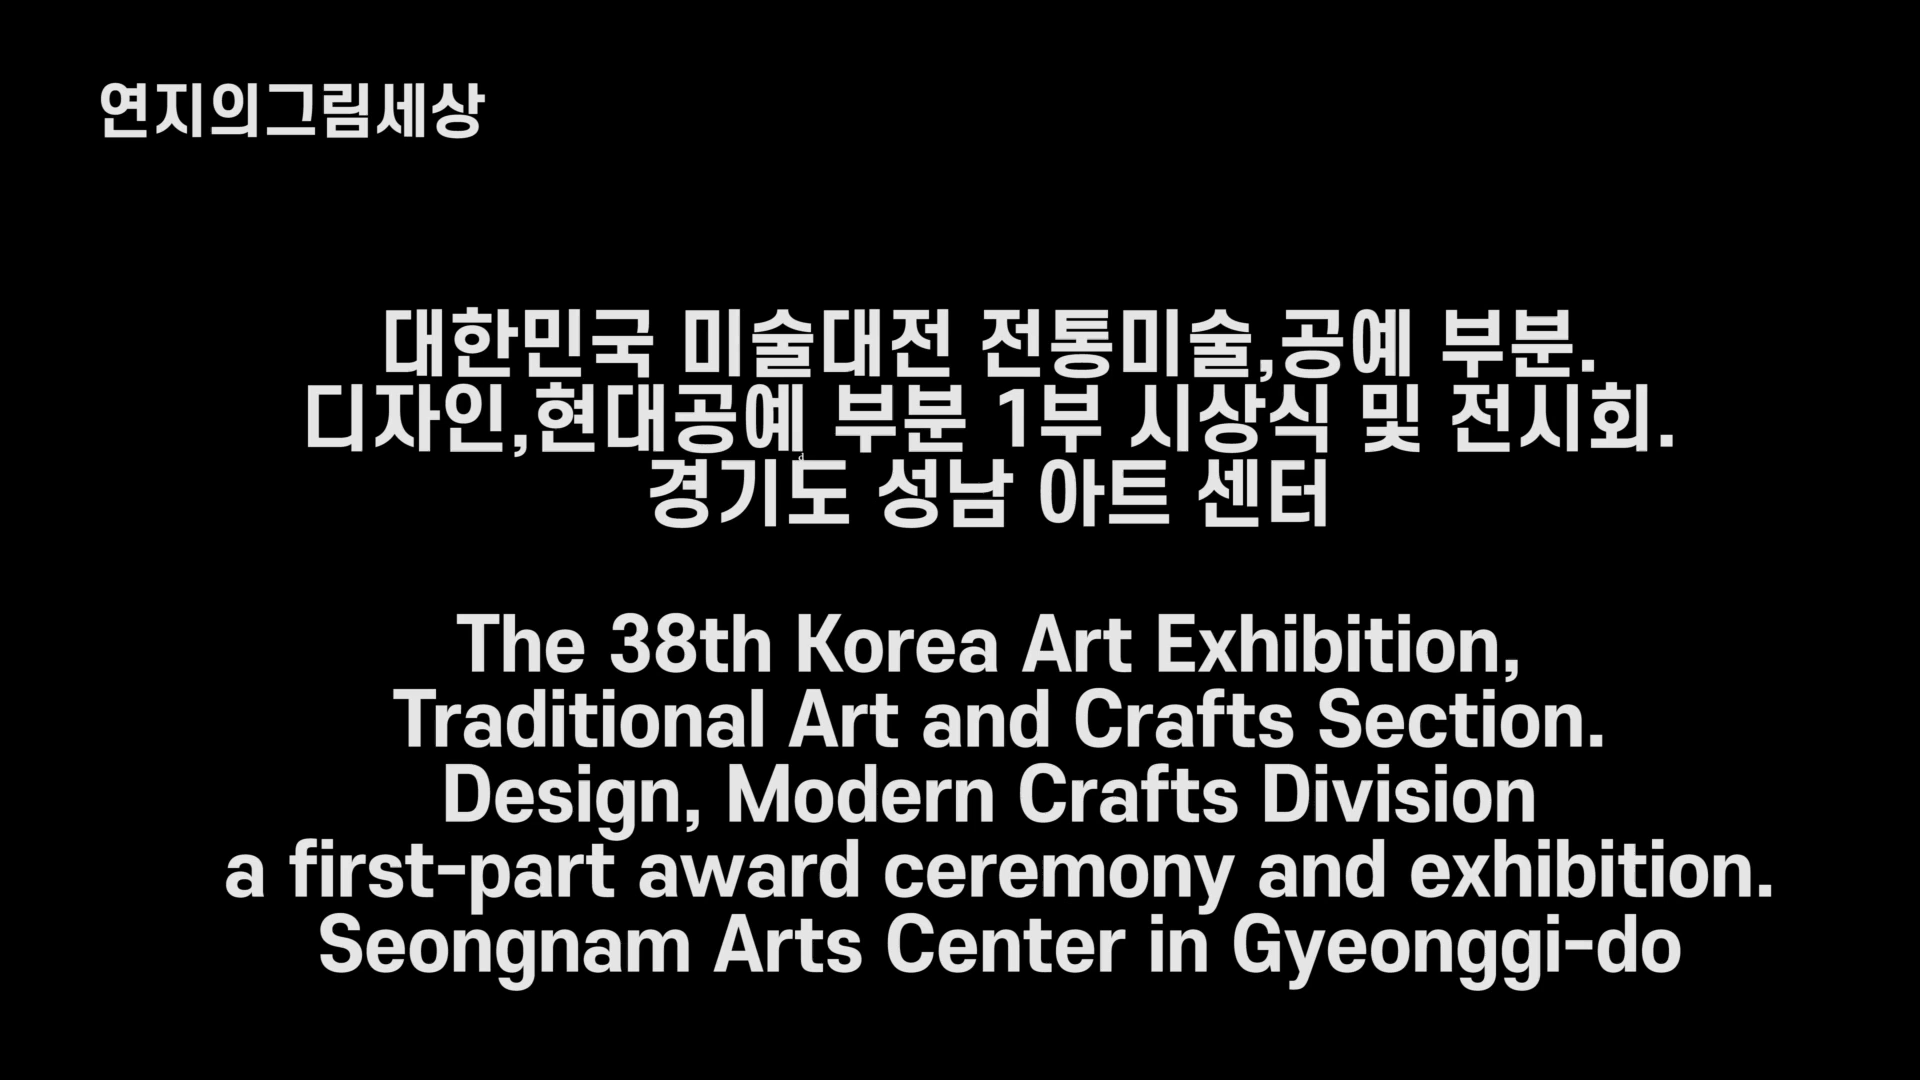 연지의그림세상
대한민국 미술대전 전통미술,공예 부분.
디자인,현대공예 부분 1부 시상식 및 전시회.
경기도 성남 아트 센터
The 38th Korea Art Exhibition,
Traditional Art and Crafts Section.
Design, Modern Crafts Division
a first-part award ceremony and exhibition.
Seongnam Arts Center in Gyeonggi-do